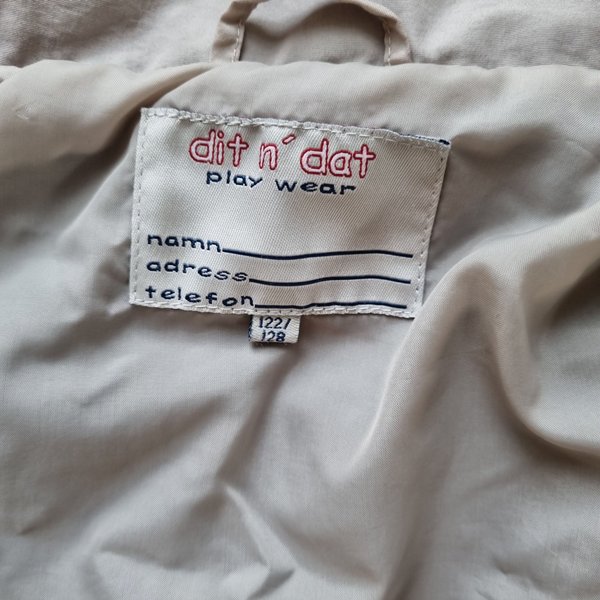 dit n' dat
play wear
namn
adress
telefon
122/
128